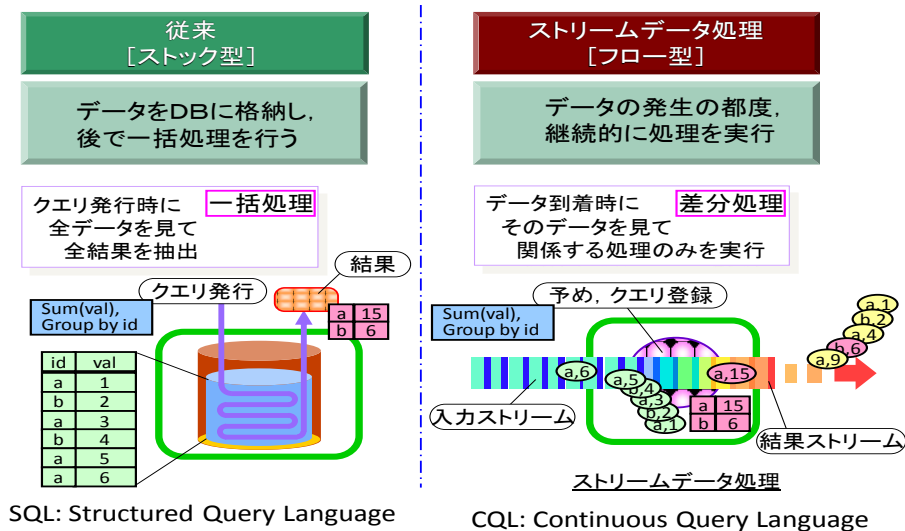 従来
[ストック型]
データをDBに格納し,
後で一括処理を行う
クエリ発行時に
一括処理
全データを見て
全結果を抽出
クエリ発行
結果
Sum(val),
Group by id
a 15
b 6
id val
a 1
b 2
a 3
b 4
a 5
a 6
SQL: Structured Query Language
ストリームデータ処理
[フロー型]
データの発生の都度,
継続的に処理を実行
データ到着時に
差分処理
そのデータを見て
関係する処理のみを実行
予め, クエリ登録
Sum(val),
Group by id
a,1
b,2
a,4
b,6
a,9
a,15
a,6
a,5
b,4
a,3
b,2
a,1
a 15
b 6
入力ストリーム
結果ストリーム
ストリームデータ処理
CQL: Continuous Query Language